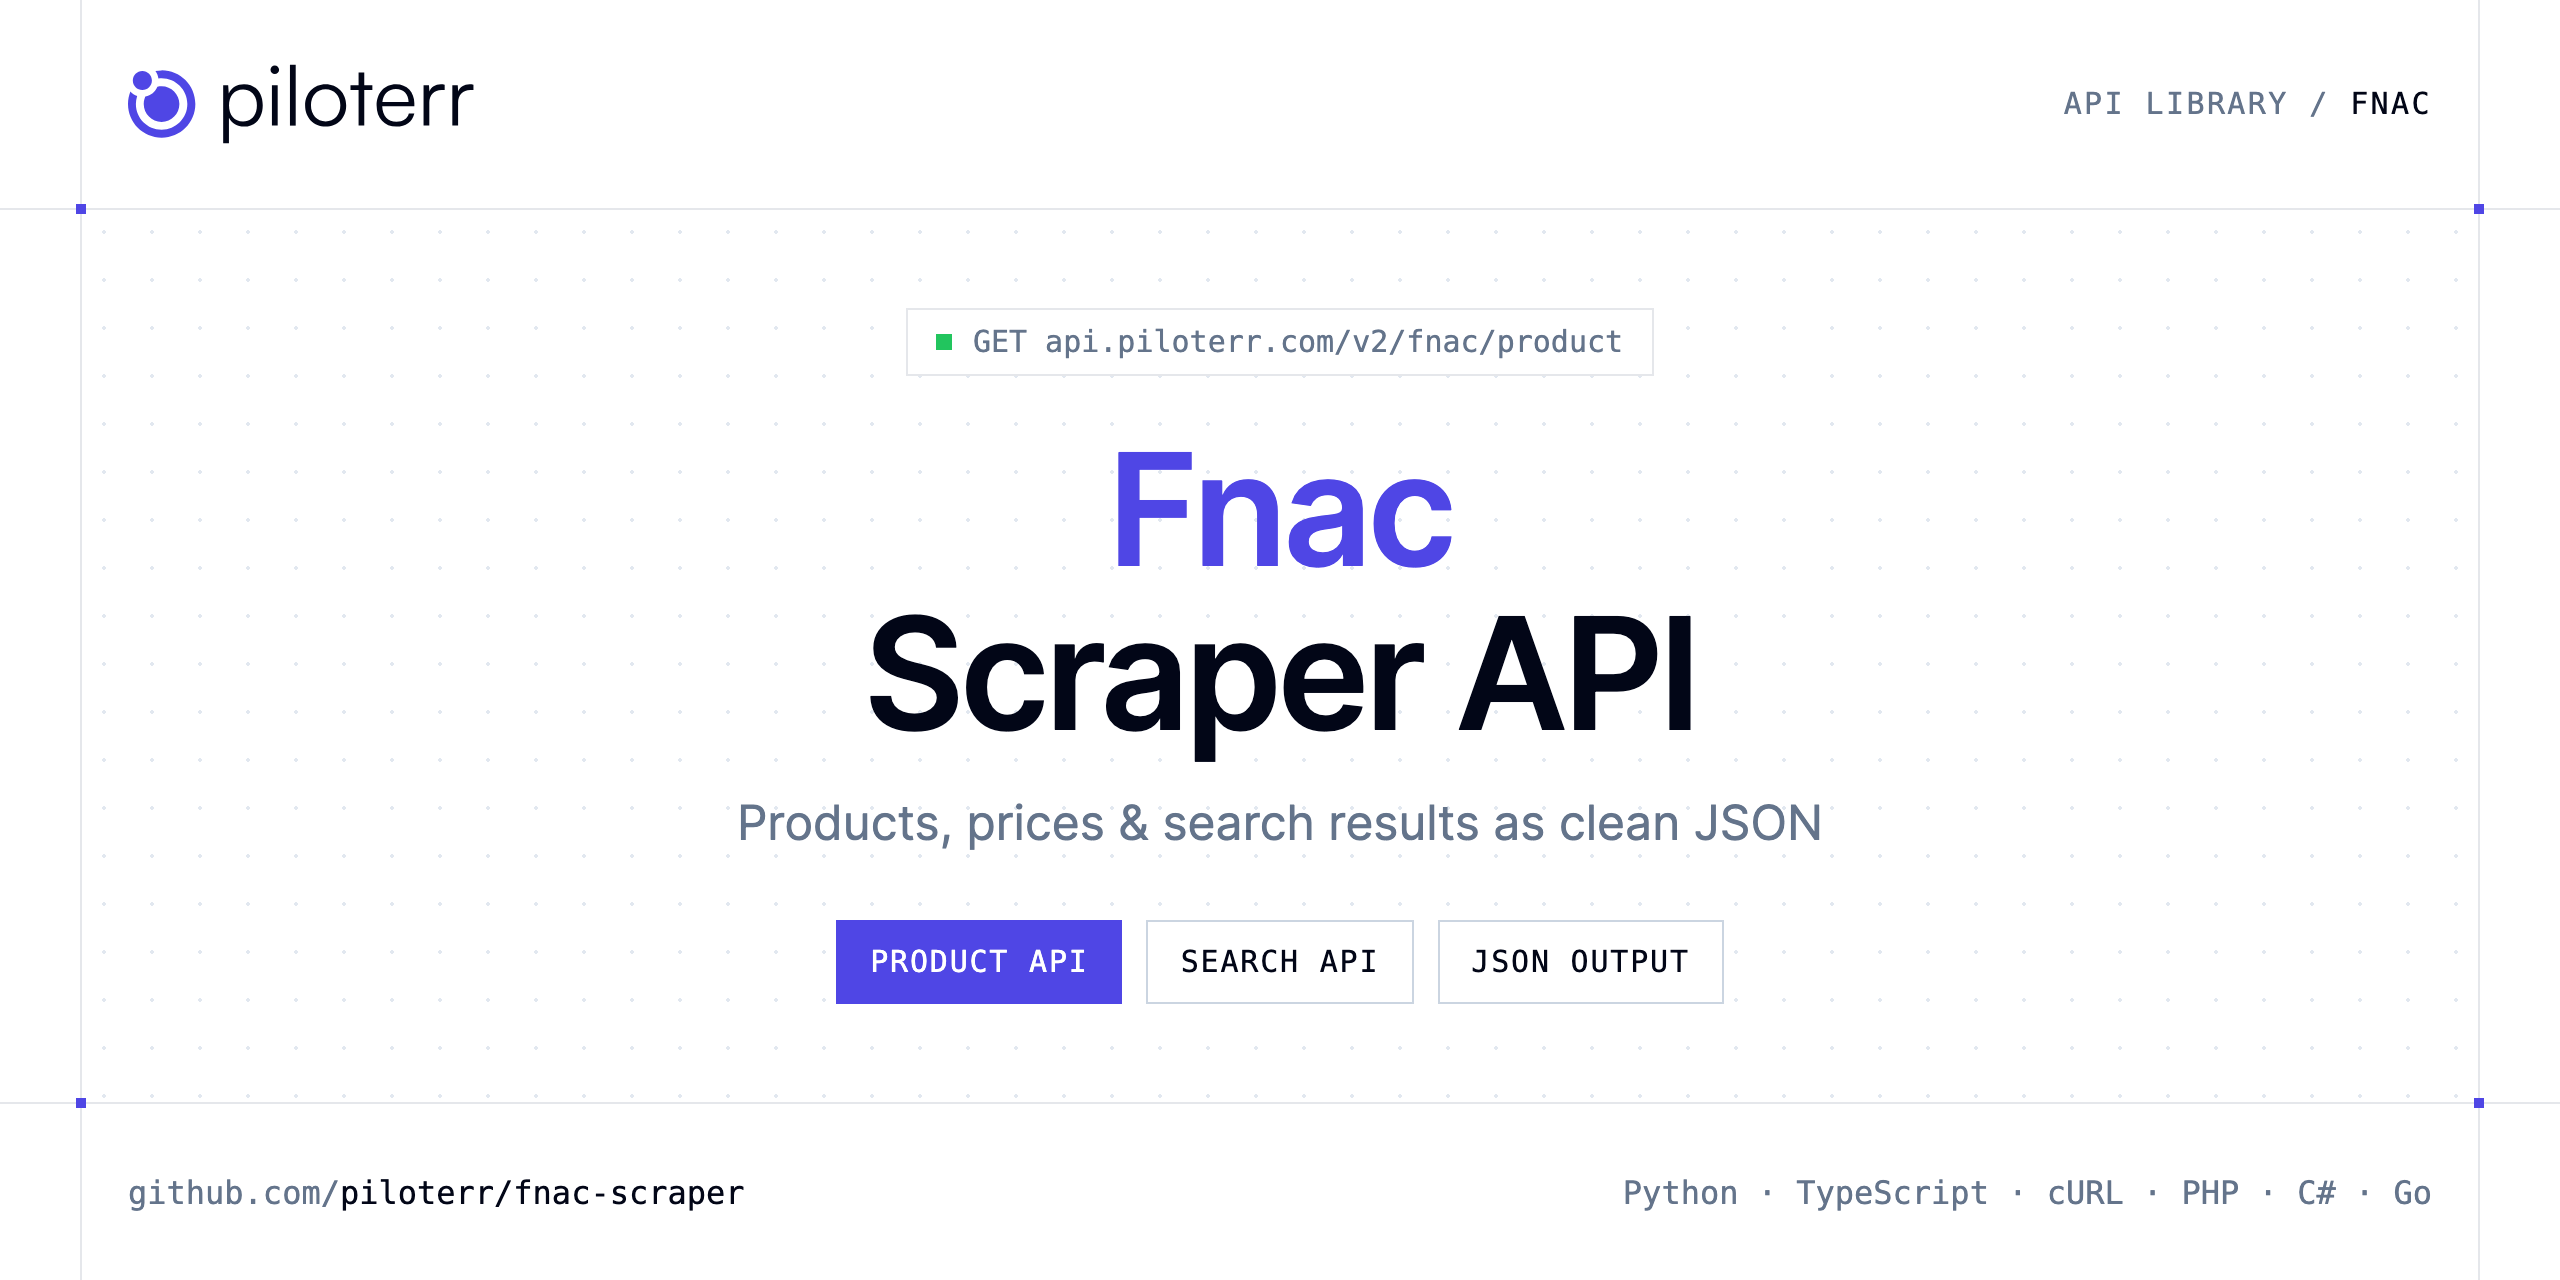 piloterr
API LIBRARY / FNAC
GET api.piloterr.com/v2/fnac/product
Fnac
Scraper API
Products, prices & search results as clean JSON
PRODUCT API
SEARCH API
JSON OUTPUT
github.com/piloterr/fnac-scraper
Python · TypeScript · cURL · PHP · C# · Go